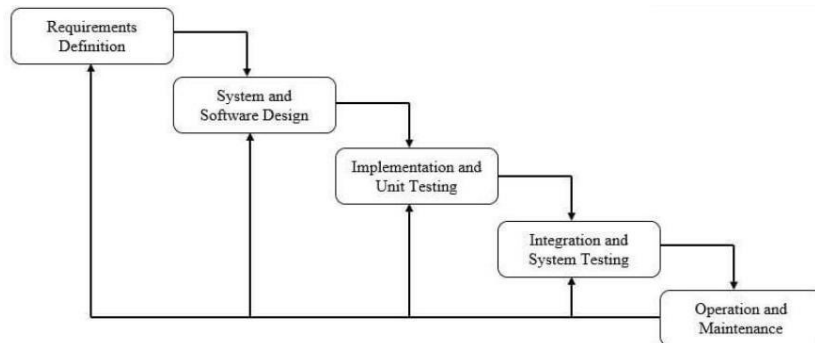 Requirements
Definition
System and
Software Design
Implementation and
Unit Testing
Integration and
System Testing
Operation and
Maintenance